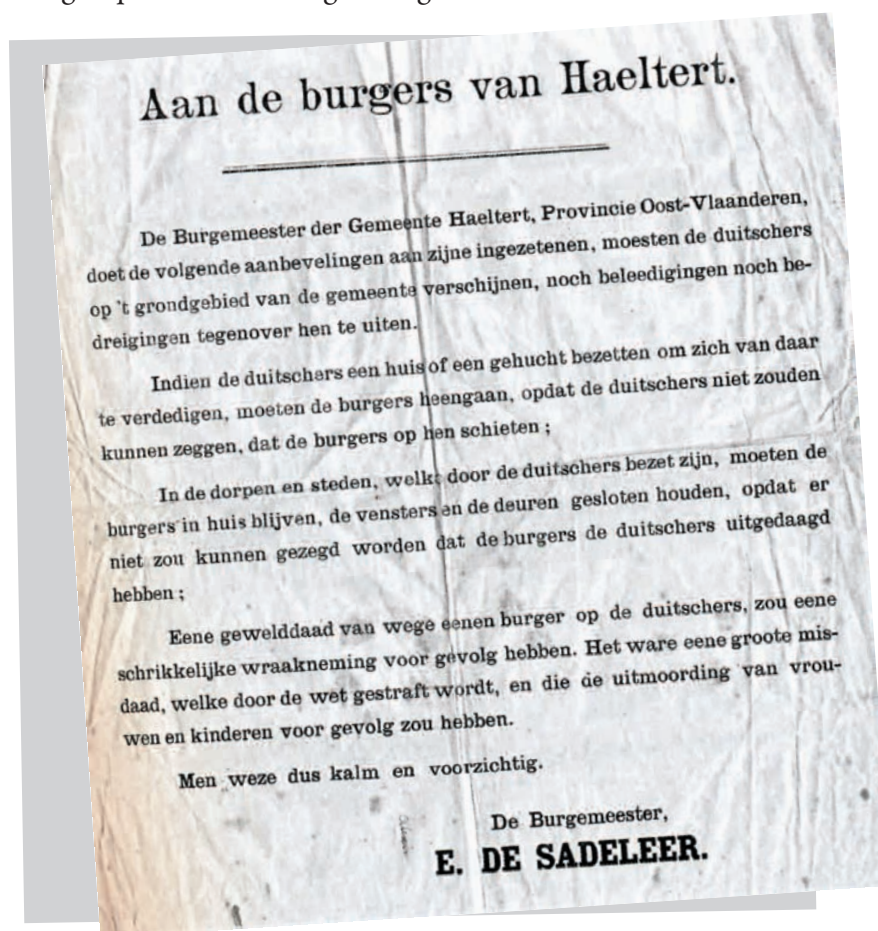 Aan de burgers van Haeltert.
De Burgemeester der Gemeente Haeltert, Provincie Oost-Vlaanderen,
doet de volgende aanbevelingen aan zijne ingezetenen, moesten de duitschers
op 't grondgebied van de gemeente verschijnen, noch beleedigingen noch be-
dreigingen tegenover hen te uiten.
Indien de duitschers een huis of een gehucht bezetten om zich van daar
te verdedigen, moeten de burgers heengaan, opdat de duitschers niet zouden
kunnen zeggen, dat de burgers op hen schieten ;
In de dorpen en steden, welke door de duitschers bezet zijn, moeten de
burgers in huis blijven, de vensters en de deuren gesloten houden, opdat er
niet zou kunnen gezegd worden dat de burgers de duitschers uitgedaagd
hebben ;
Eene gewelddaad van wege eenen burger op de duitschers, zou eene
schrikkelijke wraakneming voor gevolg hebben. Het ware eene groote mis-
daad, welke door de wet gestraft wordt, en die de uitmoording van vrou-
wen en kinderen voor gevolg zou hebben.
Men weze dus kalm en voorzichtig.
De Burgemeester,
E. DE SADELEER.